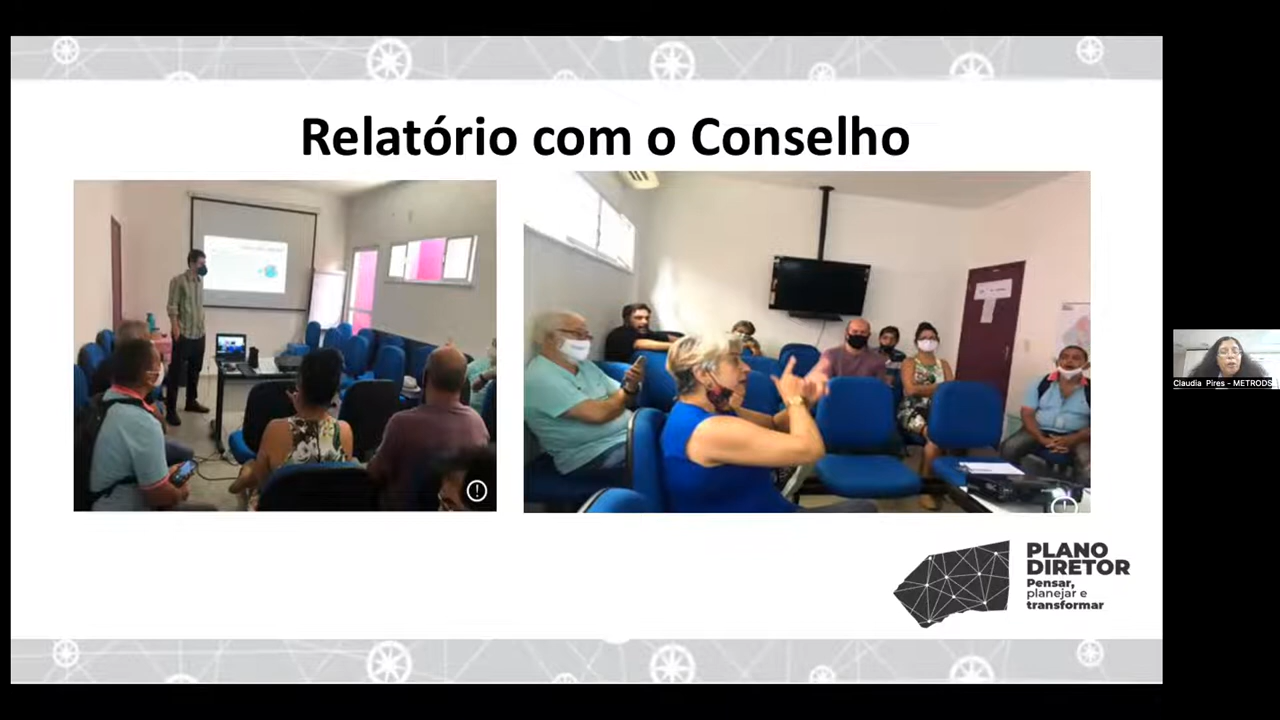 Relatório com o Conselho
PLANO
DIRETOR
Pensar,
planejar e
transformar
Claudia Pires - METRODS